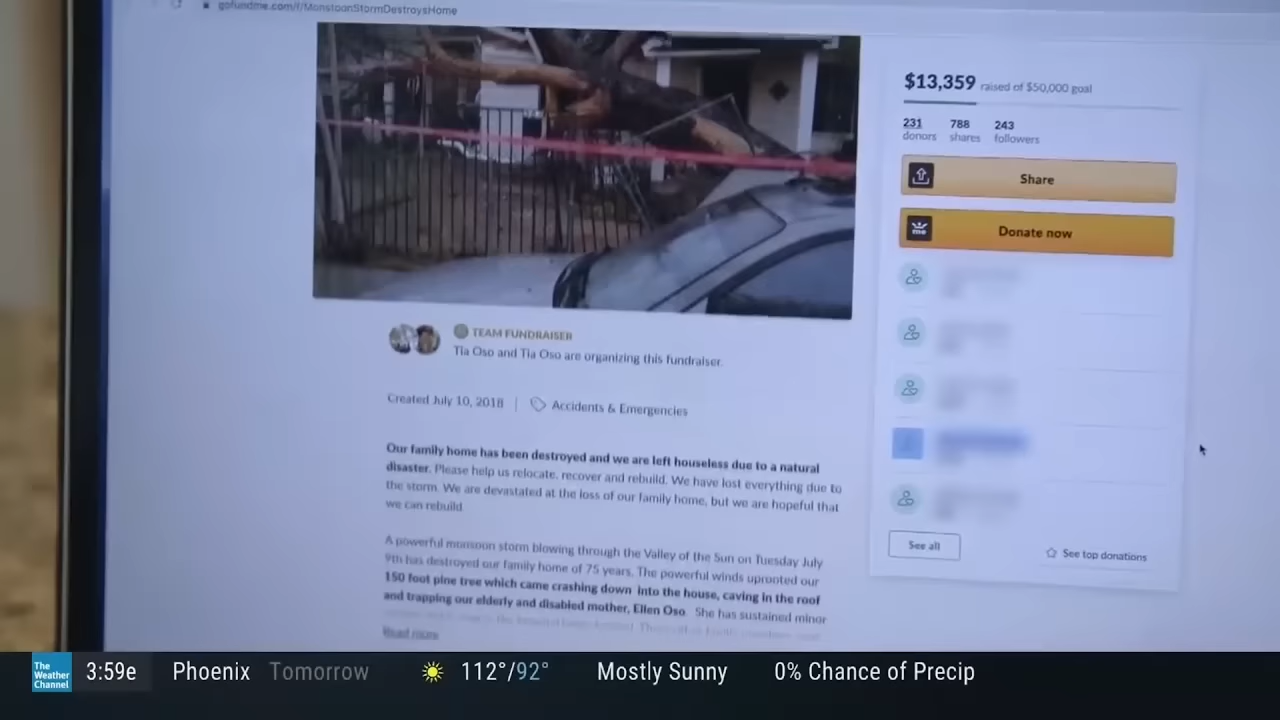 gofundme.com/f/MonstoonStormDestroysHome
$13,359 raised of $50,000 goal
231 788 243
donors shares followers
Share
me
Donate now
TEAM FUNDRAISER
Tia Oso and Tia Oso are organizing this fundraiser.
Created July 10, 2018 | Accidents & Emergencies
Our family home has been destroyed and we are left houseless due to a natural
disaster. Please help us relocate, recover and rebuild. We have lost everything due to
the storm. We are devastated at the loss of our family home, but we are hopeful that
we can rebuild
A powerful monsoon storm blowing through the Valley of the Sun on Tuesday July
9th has destroyed our family home of 75 years. The powerful winds uprooted our
150 foot pine tree which came crashing down into the house, caving in the roof
and trapping our elderly and disabled mother, Ellen Oso. She has sustained minor
Read more
See all
See top donations
The Weather Channel
3:59e Phoenix Tomorrow 112°/92° Mostly Sunny 0% Chance of Precip